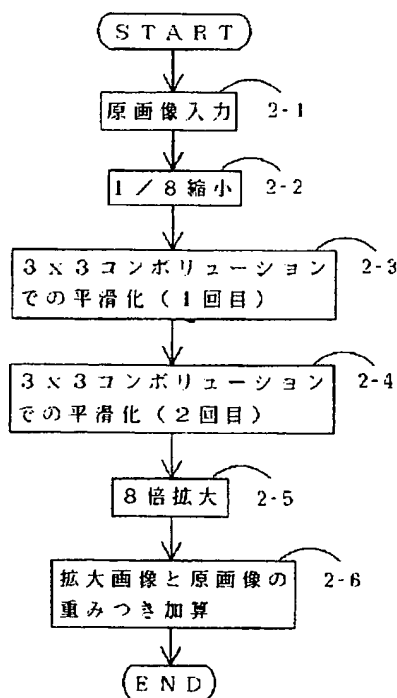 START
原画像入力 2-1
1/8縮小 2-2
3x3コンボリューション 2-3
での平滑化(1回目)
3x3コンボリューション 2-4
での平滑化(2回目)
8倍拡大 2-5
拡大画像と原画像の 2-6
重みつき加算
END